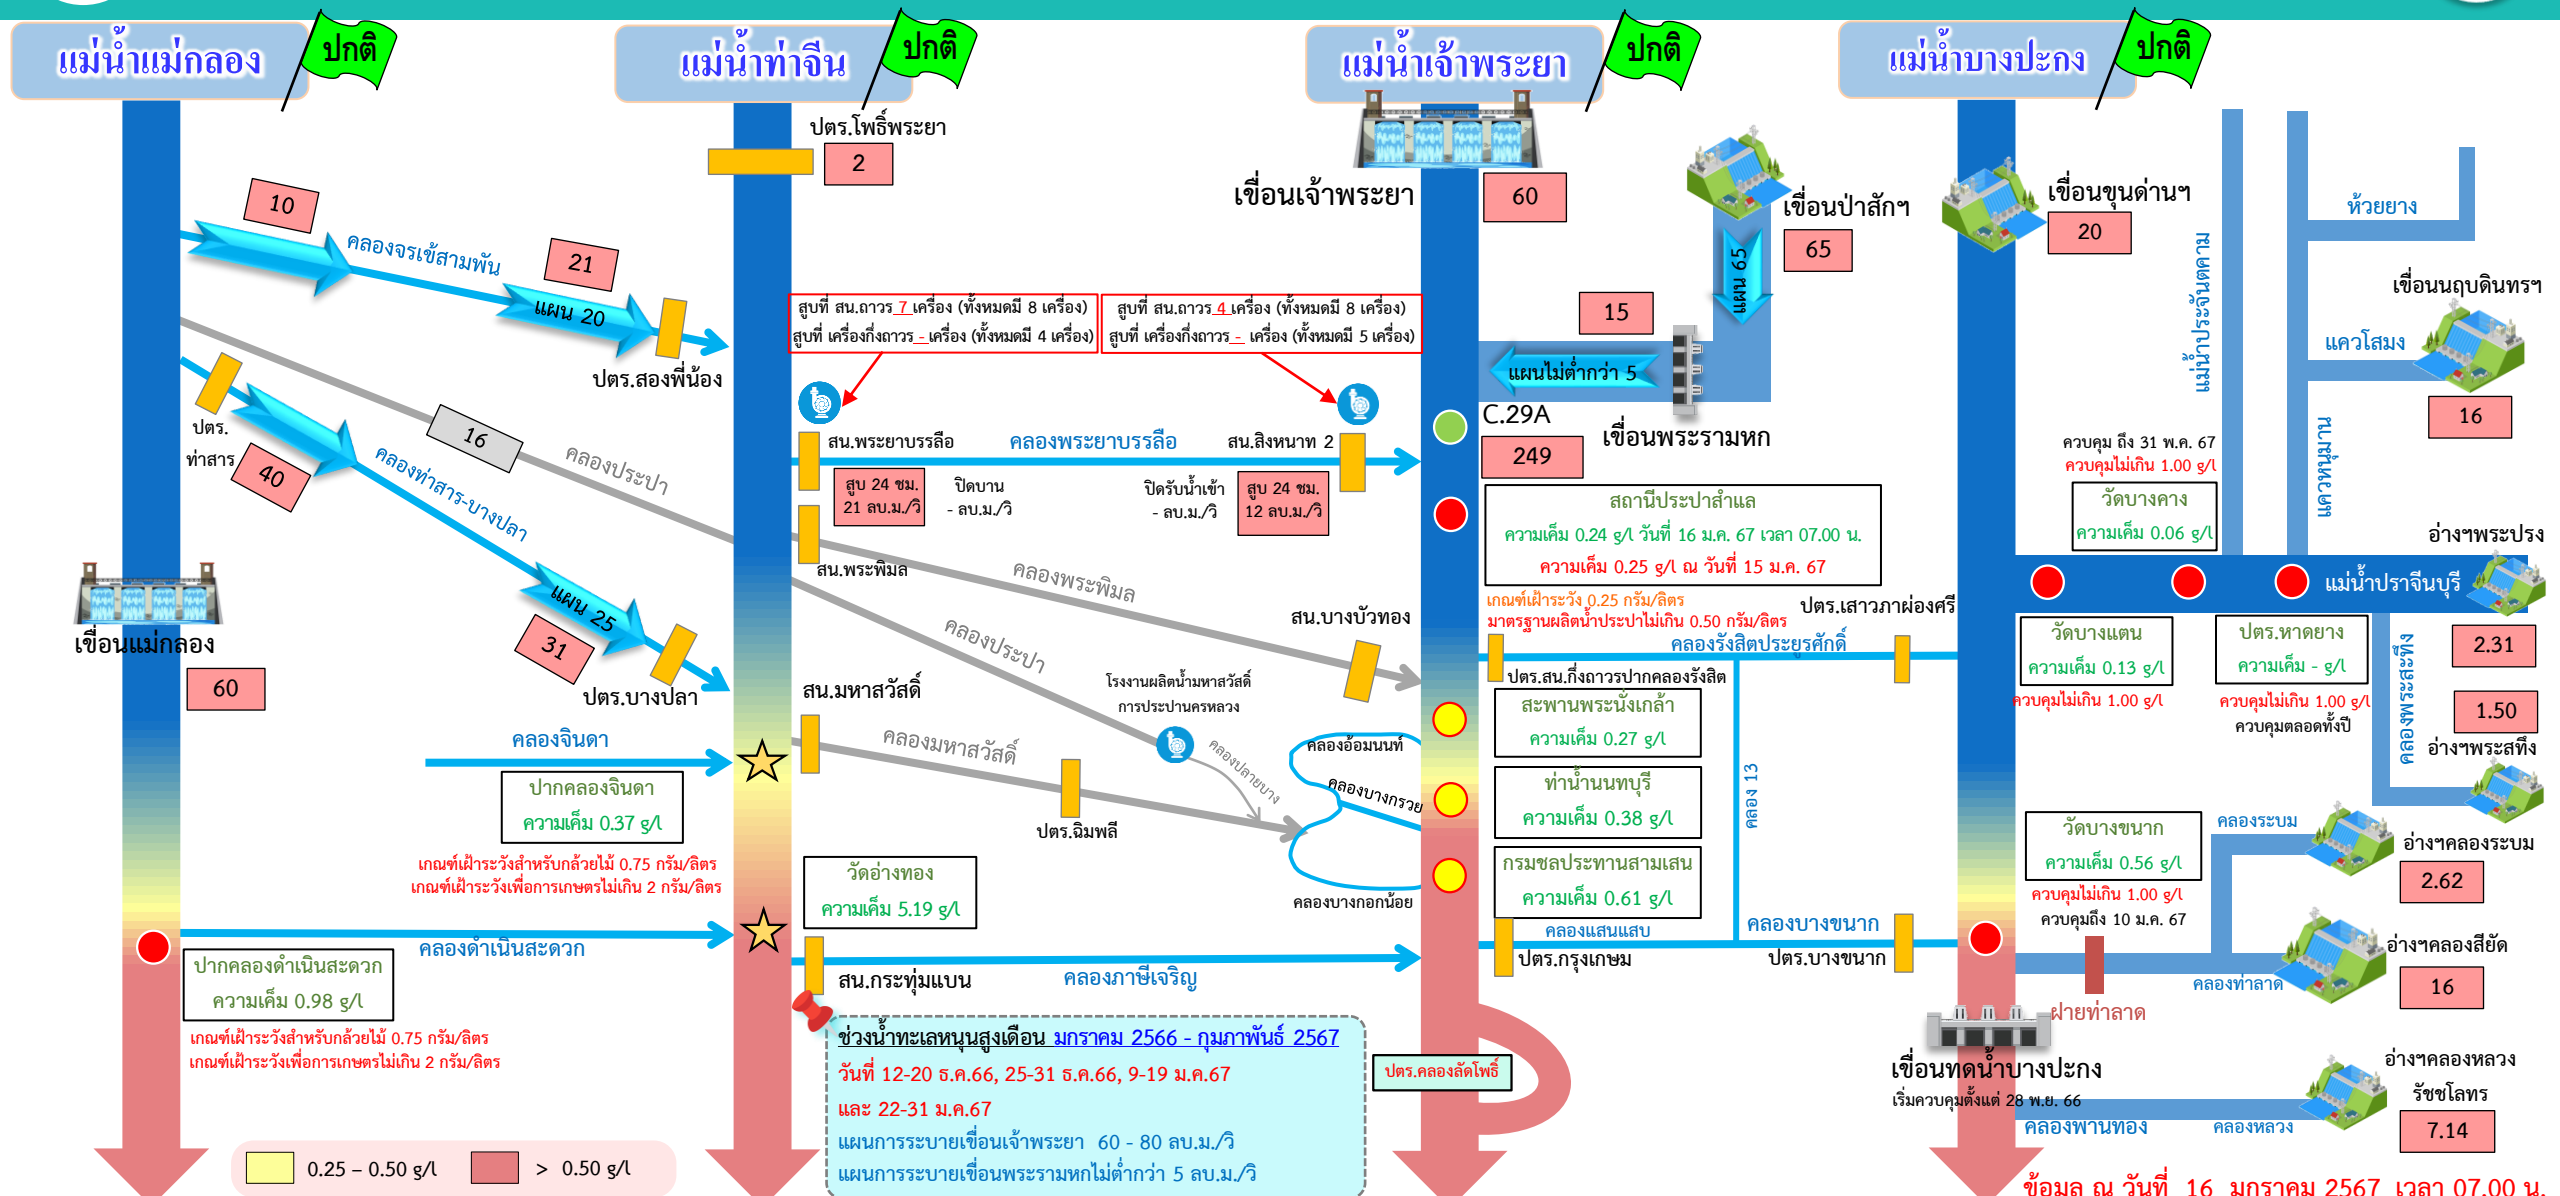 แม่น้ำแม่กลอง
ปกติ
แม่น้ำท่าจีน
ปกติ
แม่น้ำเจ้าพระยา
ปกติ
แม่น้ำบางปะกง
ปกติ
ปตร.โพธิ์พระยา
2
เขื่อนเจ้าพระยา
60
เขื่อนป่าสักฯ
65
แผน 65
เขื่อนขุนด่านฯ
20
ห้วยยาง
แม่น้ำประจันตคาม
เขื่อนนฤบดินทรฯ
แควโสมง
16
แควหนุมาน
10
คลองจรเข้สามพัน
21
แผน 20
ปตร.สองพี่น้อง
สูบที่ สน.ถาวร 7 เครื่อง (ทั้งหมดมี 8 เครื่อง)
สูบที่ เครื่องกึ่งถาวร - เครื่อง (ทั้งหมดมี 4 เครื่อง)
สูบที่ สน.ถาวร 4 เครื่อง (ทั้งหมดมี 8 เครื่อง)
สูบที่ เครื่องกึ่งถาวร - เครื่อง (ทั้งหมดมี 5 เครื่อง)
15
แผนไม่ต่ำกว่า 5
เขื่อนพระรามหก
C.29A
249
ปตร.
ท่าสาร
40
คลองท่าสาร-บางปลา
16
คลองประปา
แผน 25
31
ปตร.บางปลา
สน.พระยาบรรลือ
คลองพระยาบรรลือ
สน.สิงหนาท 2
สูบ 24 ชม.
21 ลบ.ม./วิ
ปิดบาน
- ลบ.ม./วิ
ปิดรับน้ำเข้า
- ลบ.ม./วิ
สูบ 24 ชม.
12 ลบ.ม./วิ
สน.พระพิมล
คลองพระพิมล
สน.บางบัวทอง
คลองประปา
สถานีประปาสำแล
ความเค็ม 0.24 g/l วันที่ 16 ม.ค. 67 เวลา 07.00 น.
ความเค็ม 0.25 g/l ณ วันที่ 15 ม.ค. 67
เกณฑ์เฝ้าระวัง 0.25 กรัม/ลิตร
มาตรฐานผลิตน้ำประปาไม่เกิน 0.50 กรัม/ลิตร
ปตร.เสาวภาผ่องศรี
คลองรังสิตประยูรศักดิ์
ปตร.สน.กึ่งถาวรปากคลองรังสิต
ควบคุม ถึง 31 พ.ค. 67
ควบคุมไม่เกิน 1.00 g/l
วัดบางคาง
ความเค็ม 0.06 g/l
อ่างฯพระปรง
แม่น้ำปราจีนบุรี
2.31
วัดบางแตน
ความเค็ม 0.13 g/l
ควบคุมไม่เกิน 1.00 g/l
ปตร.หาดยาง
ความเค็ม - g/l
ควบคุมไม่เกิน 1.00 g/l
ควบคุมตลอดทั้งปี
คลองพระสะทึง
1.50
อ่างฯพระสทึง
เขื่อนแม่กลอง
60
คลองจินดา
ปากคลองจินดา
ความเค็ม 0.37 g/l
เกณฑ์เฝ้าระวังสำหรับกล้วยไม้ 0.75 กรัม/ลิตร
เกณฑ์เฝ้าระวังเพื่อการเกษตรไม่เกิน 2 กรัม/ลิตร
สน.มหาสวัสดิ์
คลองมหาสวัสดิ์
ปตร.ฉิมพลี
โรงงานผลิตน้ำมหาสวัสดิ์
การประปานครหลวง
คลองปลายบาง
คลองอ้อมนนท์
คลองบางกรวย
คลองบางกอกน้อย
สะพานพระนั่งเกล้า
ความเค็ม 0.27 g/l
ท่าน้ำนนทบุรี
ความเค็ม 0.38 g/l
กรมชลประทานสามเสน
ความเค็ม 0.61 g/l
คลอง 13
วัดบางขนาก
ความเค็ม 0.56 g/l
ควบคุมไม่เกิน 1.00 g/l
ควบคุมถึง 10 ม.ค. 67
คลองระบม
อ่างฯคลองระบม
2.62
วัดอ่างทอง
ความเค็ม 5.19 g/l
คลองดำเนินสะดวก
ปากคลองดำเนินสะดวก
ความเค็ม 0.98 g/l
เกณฑ์เฝ้าระวังสำหรับกล้วยไม้ 0.75 กรัม/ลิตร
เกณฑ์เฝ้าระวังเพื่อการเกษตรไม่เกิน 2 กรัม/ลิตร
สน.กระทุ่มแบน
คลองภาษีเจริญ
คลองแสนแสบ
ปตร.กรุงเกษม
คลองบางขนาก
ปตร.บางขนาก
อ่างฯคลองสียัด
16
คลองท่าลาด
ฝายท่าลาด
เขื่อนทดน้ำบางปะกง
เริ่มควบคุมตั้งแต่ 28 พ.ย. 66
อ่างฯคลองหลวง
รัชชโลทร
7.14
คลองพานทอง
คลองหลวง
ช่วงน้ำทะเลหนุนสูงเดือน มกราคม 2566 - กุมภาพันธ์ 2567
วันที่ 12-20 ธ.ค.66, 25-31 ธ.ค.66, 9-19 ม.ค.67
และ 22-31 ม.ค.67
แผนการระบายเขื่อนเจ้าพระยา 60 - 80 ลบ.ม./วิ
แผนการระบายเขื่อนพระรามหกไม่ต่ำกว่า 5 ลบ.ม./วิ
ปตร.คลองลัดโพธิ์
0.25 – 0.50 g/l
> 0.50 g/l
ข้อมูล ณ วันที่ 16 มกราคม 2567 เวลา 07.00 น.